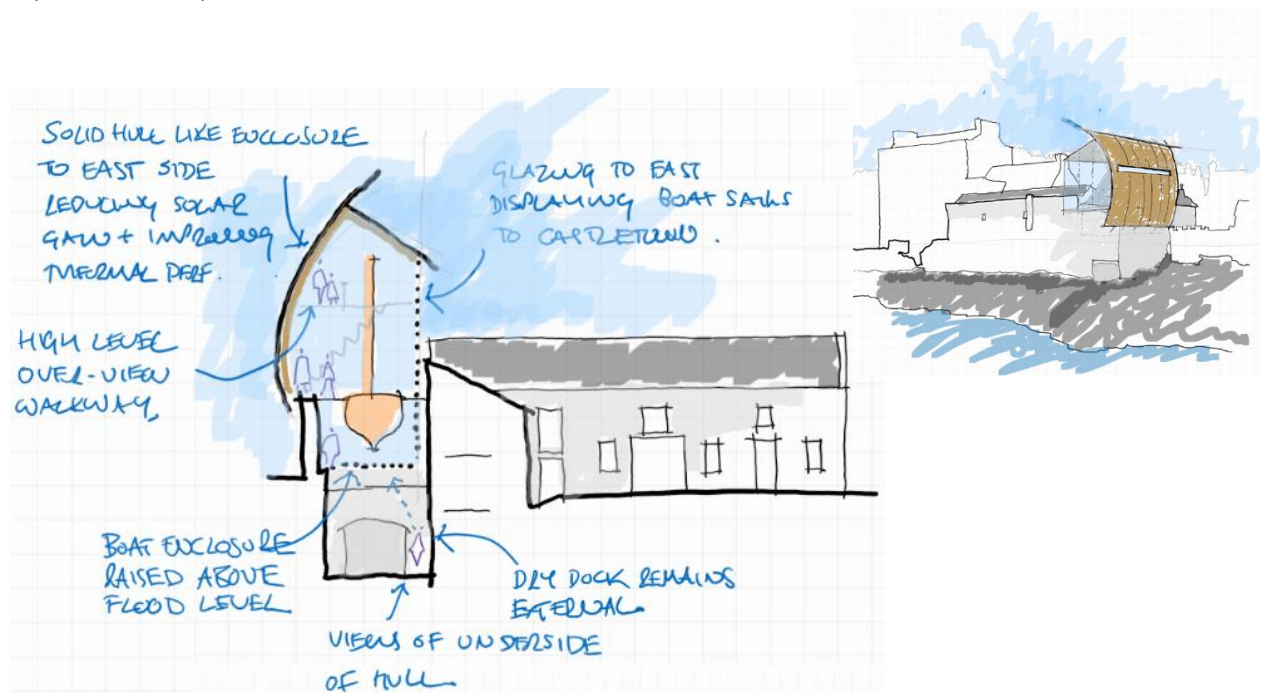 SOLID HULL LIKE ENCLOSURE
TO EAST SIDE
REDUCING SOLAR
GAIN + IMPROVING
THERMAL PERF.
GLAZING TO EAST
DISPLAYING BOAT SAILS
TO CASTLETOWN.
HIGH LEVEL
OVER-VIEW
WALKWAY.
BOAT ENCLOSURE
RAISED ABOVE
FLOOD LEVEL
DRY DOCK REMAINS
EXTERNAL.
VIEWS OF UNDERSIDE
OF HULL.